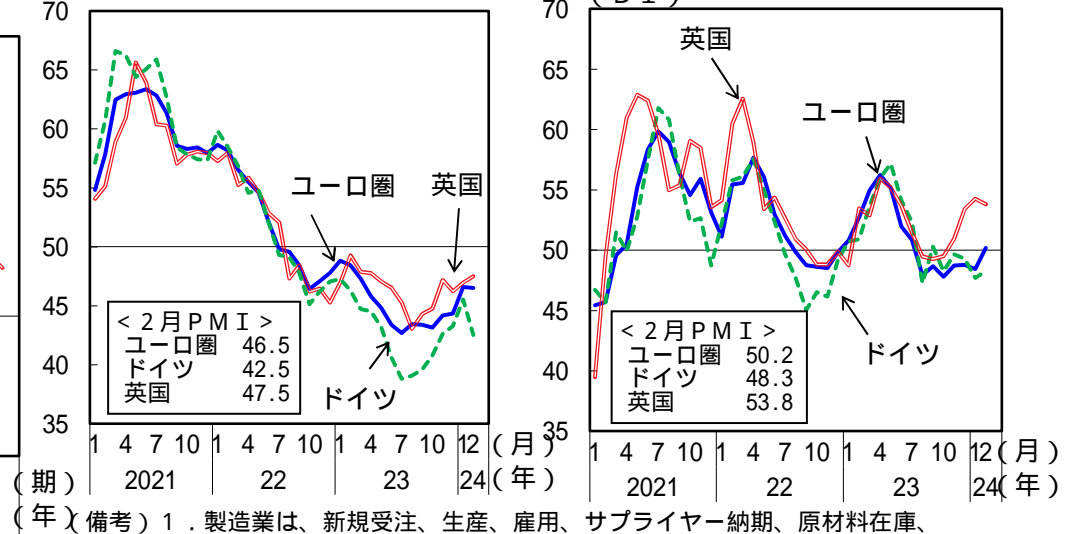 (ＤＩ)
70
65
60
55
50
45
40
35
ユーロ圏
英国
ドイツ
<２月ＰＭＩ>
ユーロ圏 46.5
ドイツ 42.5
英国 47.5
1 4 7 10 1 4 7 10 1 4 7 10 12 (月)
2021 22 23 24 (年)
70
65
60
55
50
45
40
35
英国
ユーロ圏
ドイツ
<２月ＰＭＩ>
ユーロ圏 50.2
ドイツ 48.3
英国 53.8
1 4 7 10 1 4 7 10 1 4 7 10 12 (月)
2021 22 23 24 (年)
(期)
(年)
(備考)１．製造業は、新規受注、生産、雇用、サプライヤー納期、原材料在庫、